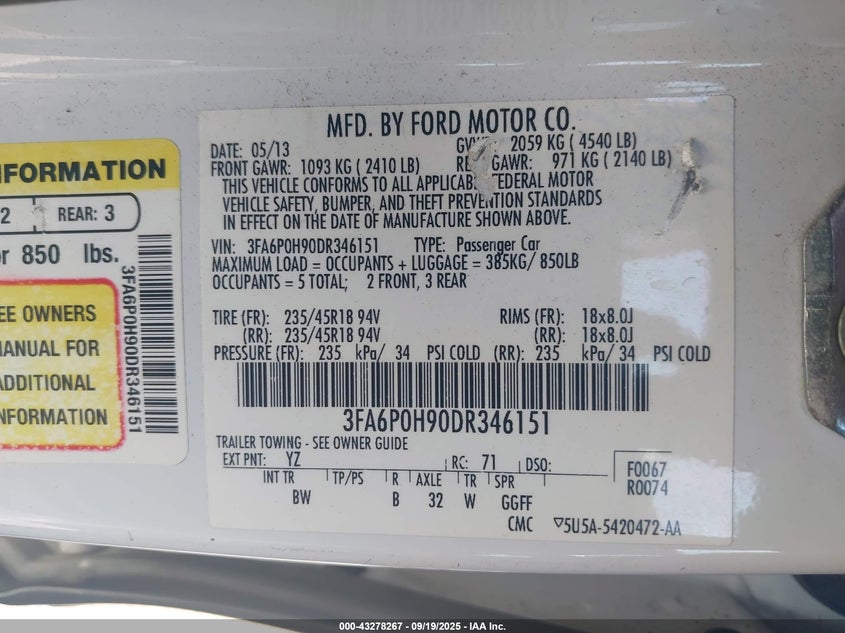 INFORMATION
2 REAR: 3
or 850 lbs.
SEE OWNERS
MANUAL FOR
ADDITIONAL
INFORMATION
3FA6P0H90DR346151
MFD. BY FORD MOTOR CO.
DATE: 05/13 GVWR: 2059 KG ( 4540 LB)
FRONT GAWR: 1093 KG ( 2410 LB) REAR GAWR: 971 KG ( 2140 LB)
THIS VEHICLE CONFORMS TO ALL APPLICABLE FEDERAL MOTOR
VEHICLE SAFETY, BUMPER, AND THEFT PREVENTION STANDARDS
IN EFFECT ON THE DATE OF MANUFACTURE SHOWN ABOVE.
VIN: 3FA6P0H90DR346151 TYPE: Passenger Car
MAXIMUM LOAD = OCCUPANTS + LUGGAGE = 385KG/ 850LB
OCCUPANTS = 5 TOTAL; 2 FRONT, 3 REAR
TIRE (FR): 235/45R18 94V RIMS (FR): 18x8.0J
(RR): 235/45R18 94V (RR): 18x8.0J
PRESSURE (FR): 235 kPa/ 34 PSI COLD (RR): 235 kPa/ 34 PSI COLD
3FA6P0H90DR346151
TRAILER TOWING - SEE OWNER GUIDE
EXT PNT: YZ RC: 71 DSO: F0067
INT TR TP/PS R AXLE TR SPR R0074
BW B 32 W GGFF
CMC ▽5U5A-5420472-AA
000-43278267 - 09/19/2025 - IAA Inc.